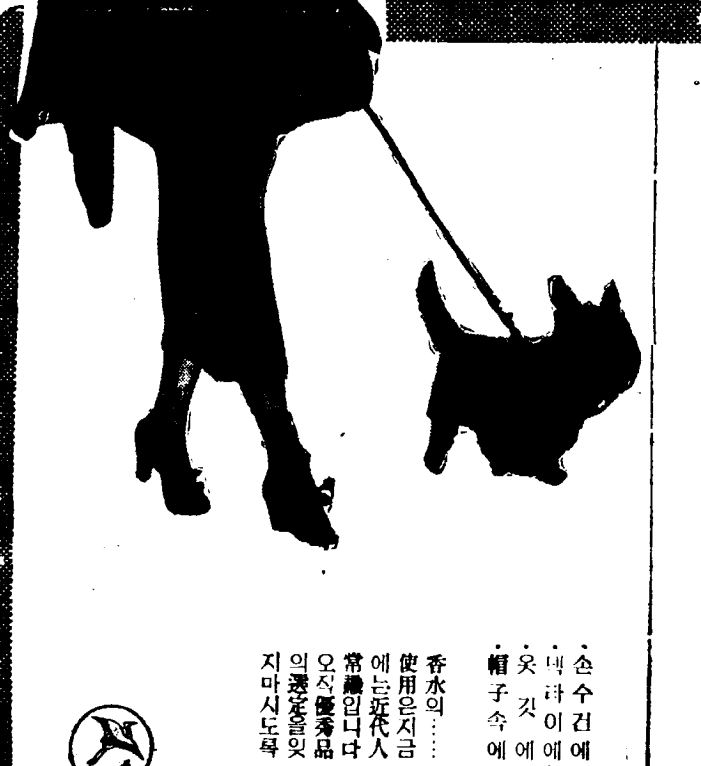 손수건에
넥타이에
옷깃에
帽子속에
香水의……
使用은지금
에는近代人
常識입니다
오직優秀品
의選定을잊
지마시도록